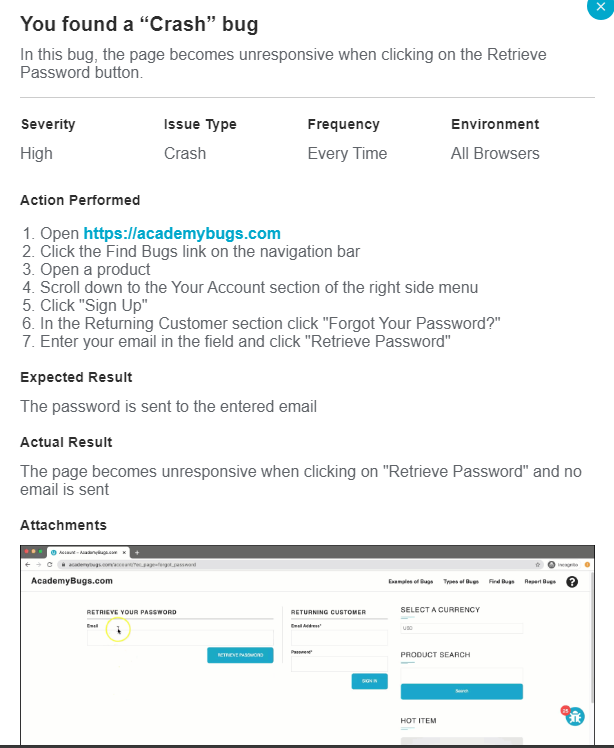 You found a “Crash” bug
In this bug, the page becomes unresponsive when clicking on the Retrieve
Password button.
Severity
Issue Type
Frequency
Environment
High
Crash
Every Time
All Browsers
Action Performed
1. Open https://academybugs.com
2. Click the Find Bugs link on the navigation bar
3. Open a product
4. Scroll down to the Your Account section of the right side menu
5. Click "Sign Up"
6. In the Returning Customer section click "Forgot Your Password?"
7. Enter your email in the field and click "Retrieve Password"
Expected Result
The password is sent to the entered email
Actual Result
The page becomes unresponsive when clicking on "Retrieve Password" and no
email is sent
Attachments
Account – AcademyBugs.com
academybugs.com/account/?ec_page=forgot_password
Incognito
AcademyBugs.com
Examples of Bugs
Types of Bugs
Find Bugs
Report Bugs
?
RETRIEVE YOUR PASSWORD
Email
RETRIEVE PASSWORD
RETURNING CUSTOMER
Email Address*
Password*
SIGN IN
SELECT A CURRENCY
USD
PRODUCT SEARCH
Search
HOT ITEM
25